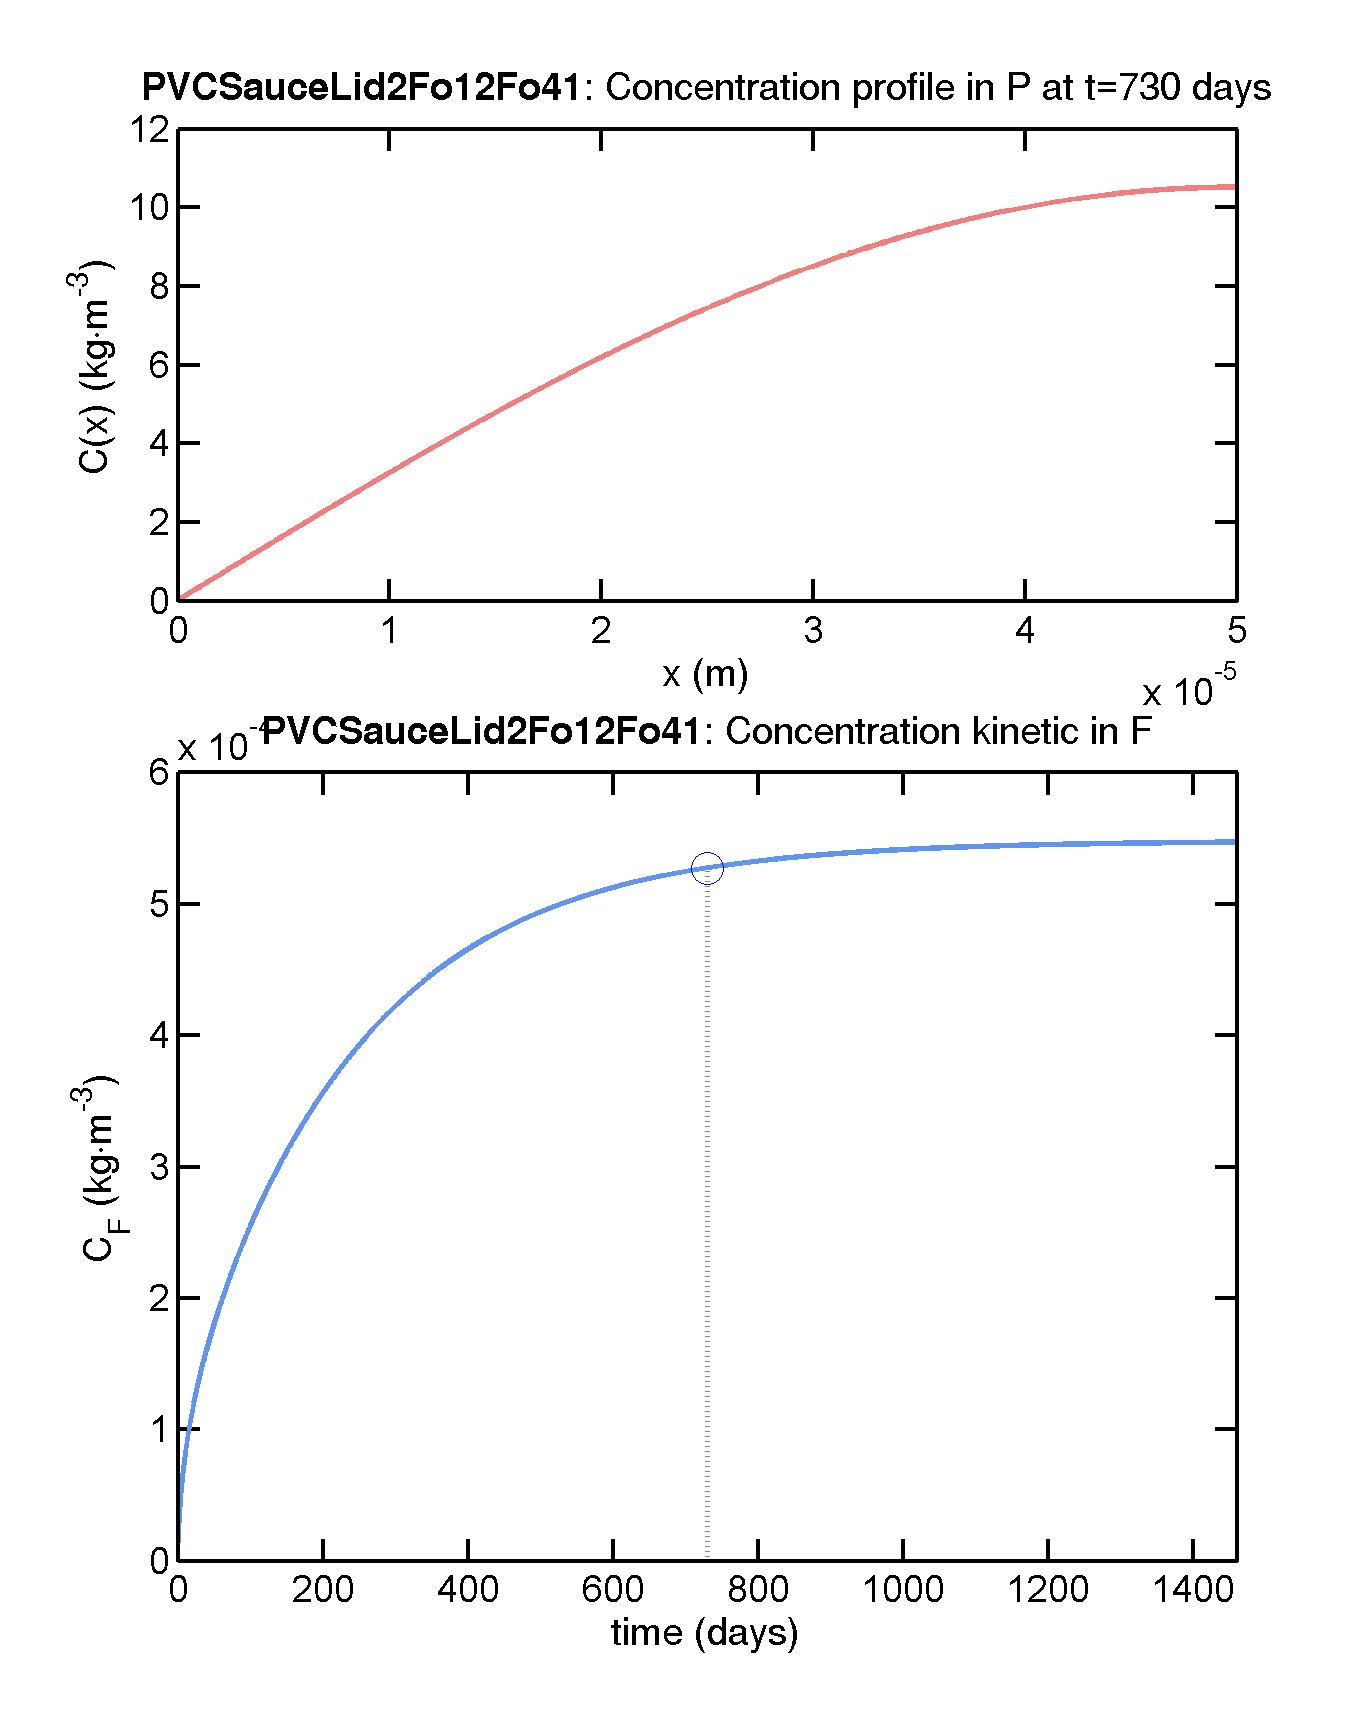 PVCSauceLid2Fo12Fo41: Concentration profile in P at t=730 days
12
10
8
6
4
2
0
C(x) (kg·m-3)
0 1 2 3 4 5
x (m)
x 10-5
x 10-4
PVCSauceLid2Fo12Fo41: Concentration kinetic in F
6
5
4
3
2
1
0
CF (kg·m-3)
0 200 400 600 800 1000 1200 1400
time (days)